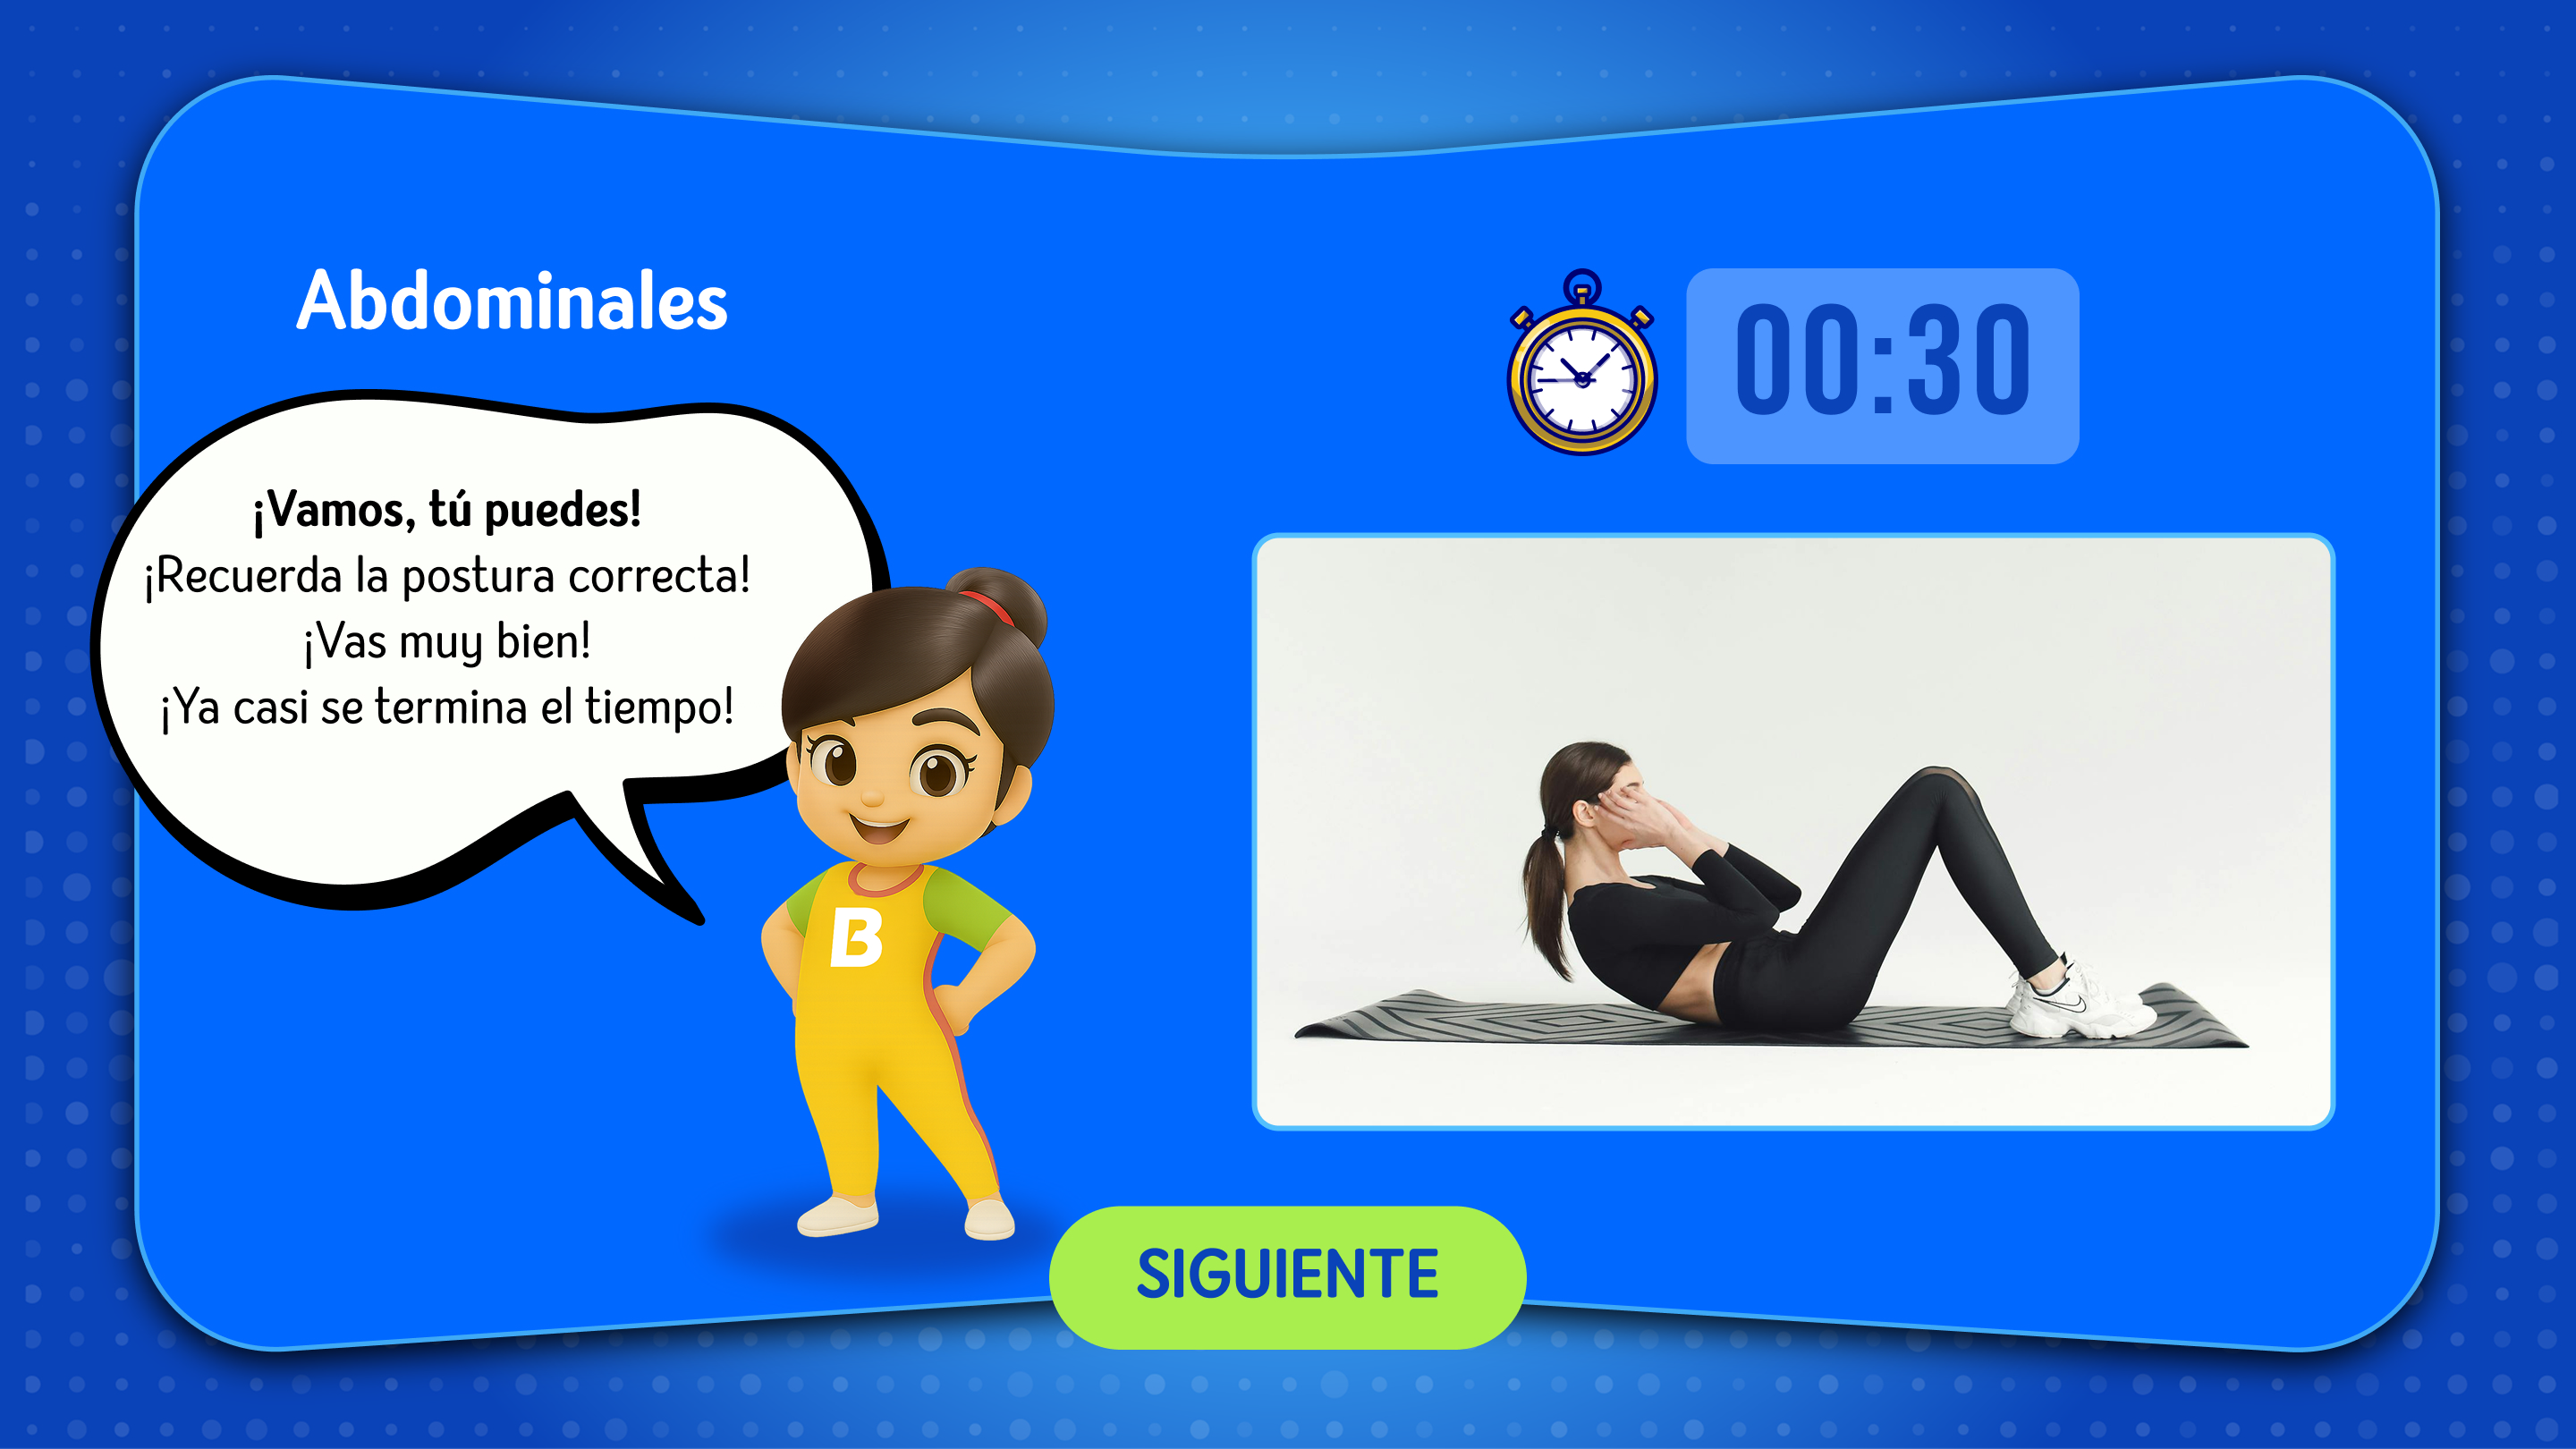 Abdominales
00:30
¡Vamos, tú puedes!
¡Recuerda la postura correcta!
¡Vas muy bien!
¡Ya casi se termina el tiempo!
B
SIGUIENTE